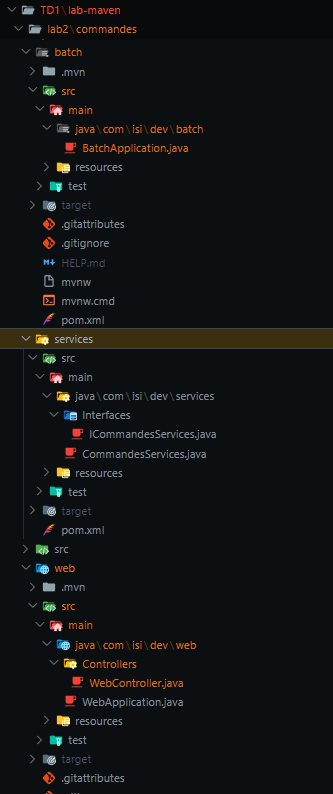 TD1\lab-maven
lab2\commandes
batch
.mvn
src
main
java\com\isi\dev\batch
BatchApplication.java
resources
test
target
.gitattributes
.gitignore
HELP.md
mvnw
mvnw.cmd
pom.xml
services
src
main
java\com\isi\dev\services
Interfaces
ICommandesServices.java
CommandesServices.java
resources
test
target
pom.xml
src
web
.mvn
src
main
java\com\isi\dev\web
Controllers
WebController.java
WebApplication.java
resources
test
target
.gitattributes